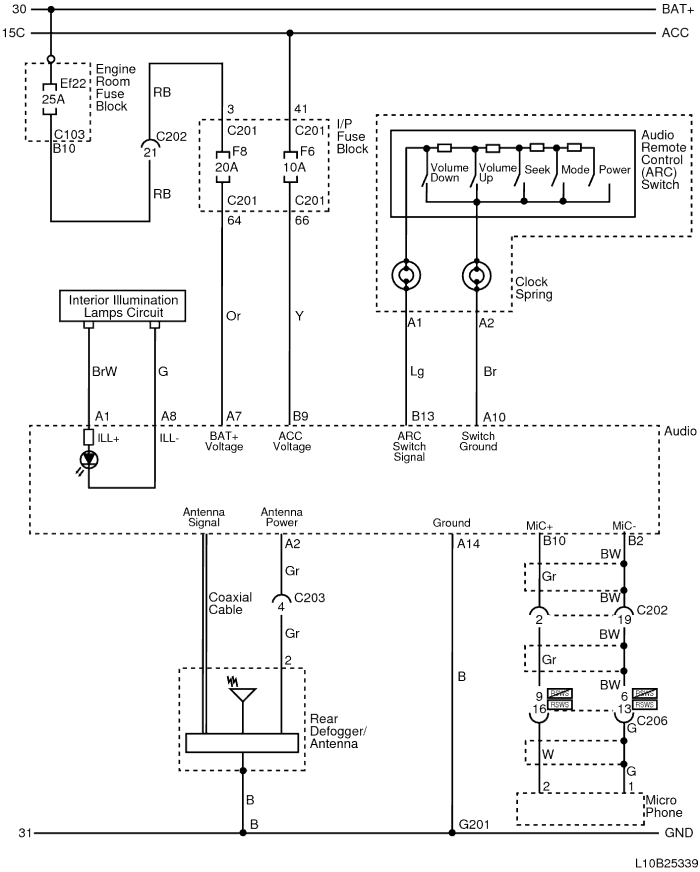 30
BAT+
15C
ACC
Engine
Room
Fuse
Block
Ef22
25A
C103
B10
RB
C202
21
RB
3
41
I/P
Fuse
Block
C201
C201
F8
20A
F6
10A
C201
C201
64
66
Audio
Remote
Control
(ARC)
Switch
Volume
Down
Volume
Up
Seek
Mode
Power
Clock
Spring
A1
A2
Interior Illumination
Lamps Circuit
Or
Y
Lg
Br
BrW
G
A1
A8
A7
B9
B13
A10
Audio
ILL+
ILL-
BAT+
Voltage
ACC
Voltage
ARC
Switch
Signal
Switch
Ground
Antenna
Signal
Antenna
Power
Ground
MiC+
MiC-
A2
A14
B10
B2
BW
Gr
Gr
BW
Coaxial
Cable
C203
4
C202
2
19
Gr
BW
2
Gr
BW
B
9
RSWS
6
RSWS
16
RSWS
13
RSWS
C206
G
Rear
Defogger/
Antenna
W
G
2
1
Micro
Phone
B
B
31
G201
GND
L10B25339